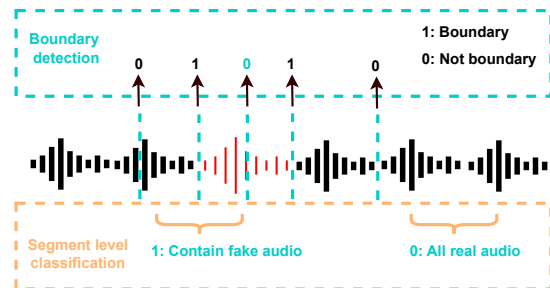 Boundary
detection
1: Boundary
0: Not boundary
0 1 0 1 0
Segment level
classification
1: Contain fake audio
0: All real audio